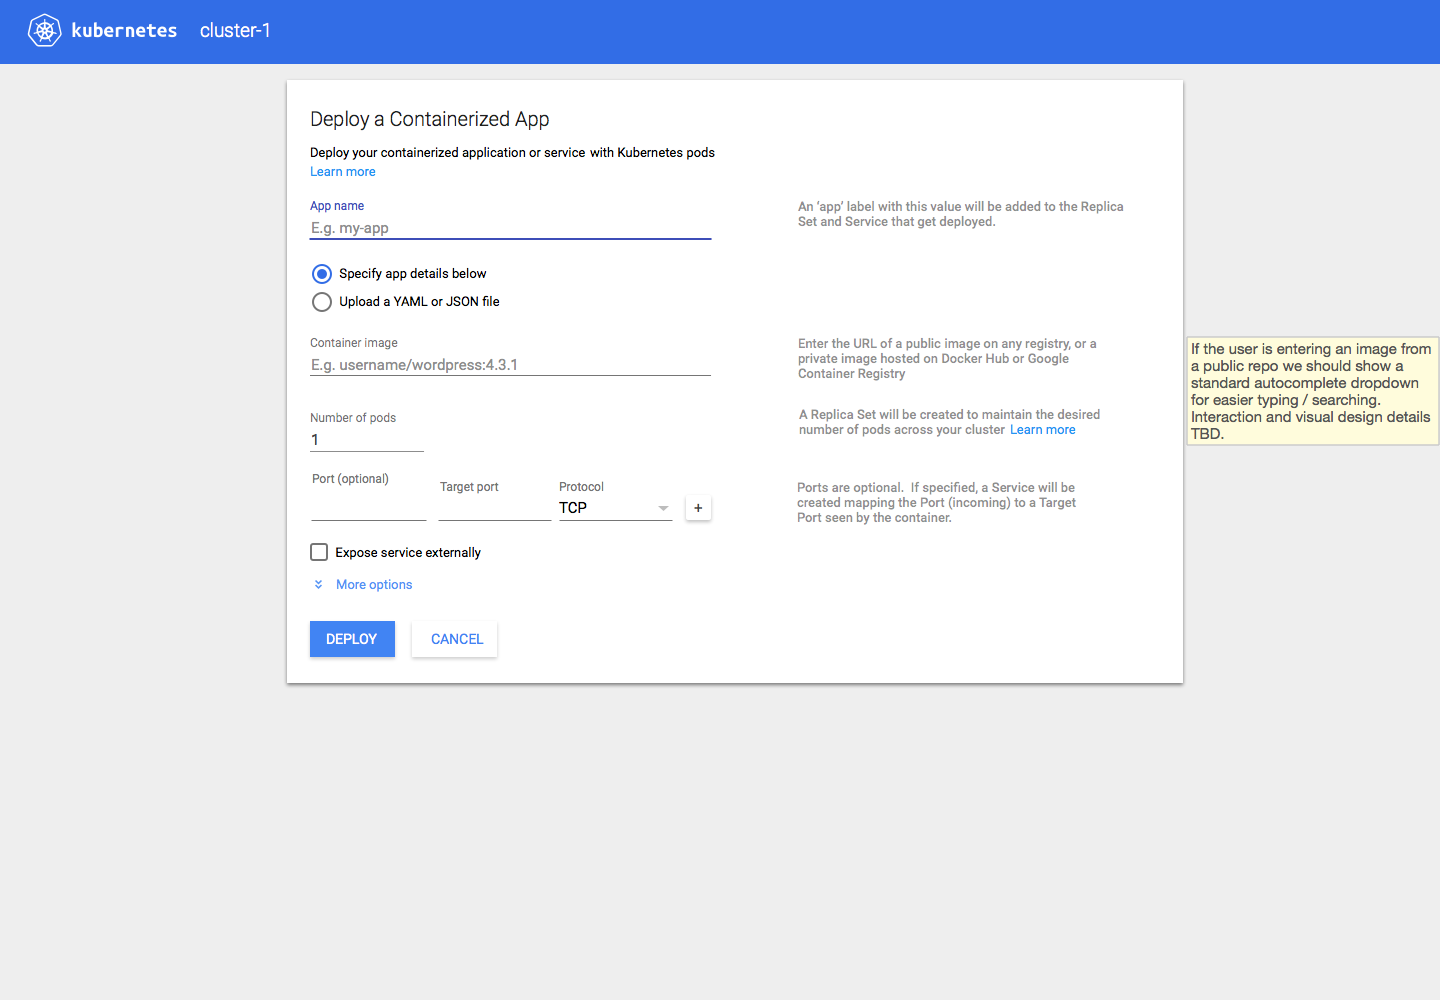 kubernetes cluster-1
Deploy a Containerized App
Deploy your containerized application or service with Kubernetes pods
Learn more
App name
E.g. my-app
An ‘app’ label with this value will be added to the Replica
Set and Service that get deployed.
Specify app details below
Upload a YAML or JSON file
Container image
E.g. username/wordpress:4.3.1
Enter the URL of a public image on any registry, or a
private image hosted on Docker Hub or Google
Container Registry
If the user is entering an image from
a public repo we should show a
standard autocomplete dropdown
for easier typing / searching.
Interaction and visual design details
TBD.
Number of pods
1
A Replica Set will be created to maintain the desired
number of pods across your cluster Learn more
Port (optional)
Target port
Protocol
TCP
+
Ports are optional. If specified, a Service will be
created mapping the Port (incoming) to a Target
Port seen by the container.
Expose service externally
More options
DEPLOY
CANCEL